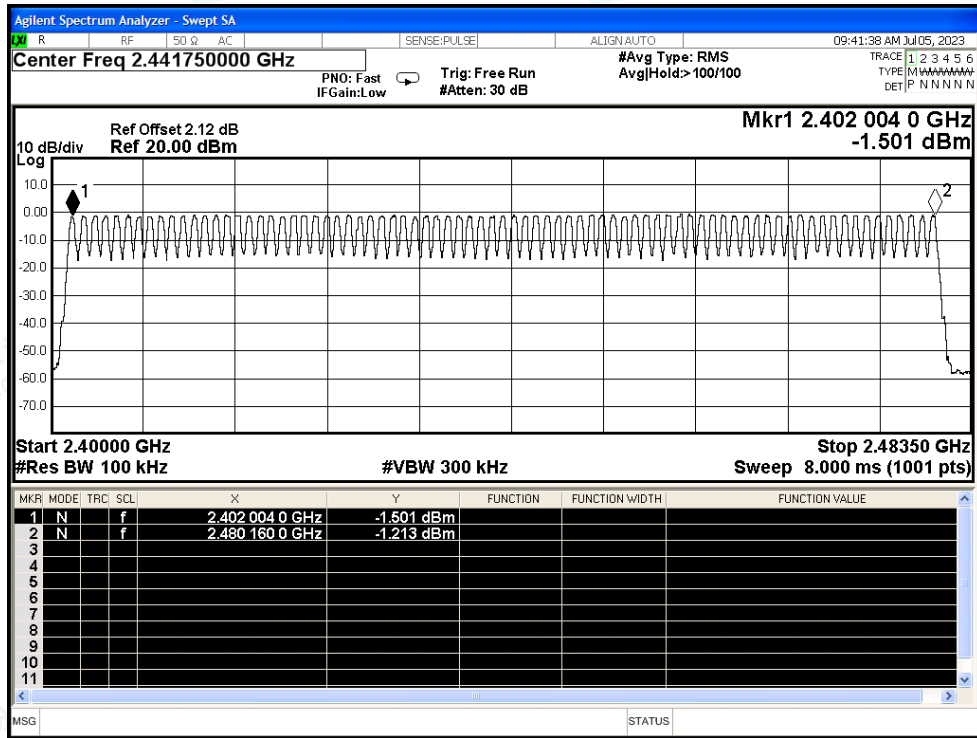 Agilent Spectrum Analyzer - Swept SA
LXI R RF 50 Ω AC SENSE:PULSE ALIGN AUTO 09:41:38 AM Jul 05, 2023
Center Freq 2.441750000 GHz
PNO: Fast
IFGain:Low
Trig: Free Run
#Atten: 30 dB
#Avg Type: RMS
Avg|Hold:>100/100
TRACE 1 2 3 4 5 6
TYPE M
DET P N N N N N
Ref Offset 2.12 dB
10 dB/div Ref 20.00 dBm
Log
Mkr1 2.402 004 0 GHz
-1.501 dBm
10.0
0.00
-10.0
-20.0
-30.0
-40.0
-50.0
-60.0
-70.0
1
2
Start 2.40000 GHz Stop 2.48350 GHz
#Res BW 100 kHz #VBW 300 kHz Sweep 8.000 ms (1001 pts)
MKR MODE TRC SCL X Y FUNCTION FUNCTION WIDTH FUNCTION VALUE
1 N f 2.402 004 0 GHz -1.501 dBm
2 N f 2.480 160 0 GHz -1.213 dBm
3
4
5
6
7
8
9
10
11
MSG STATUS